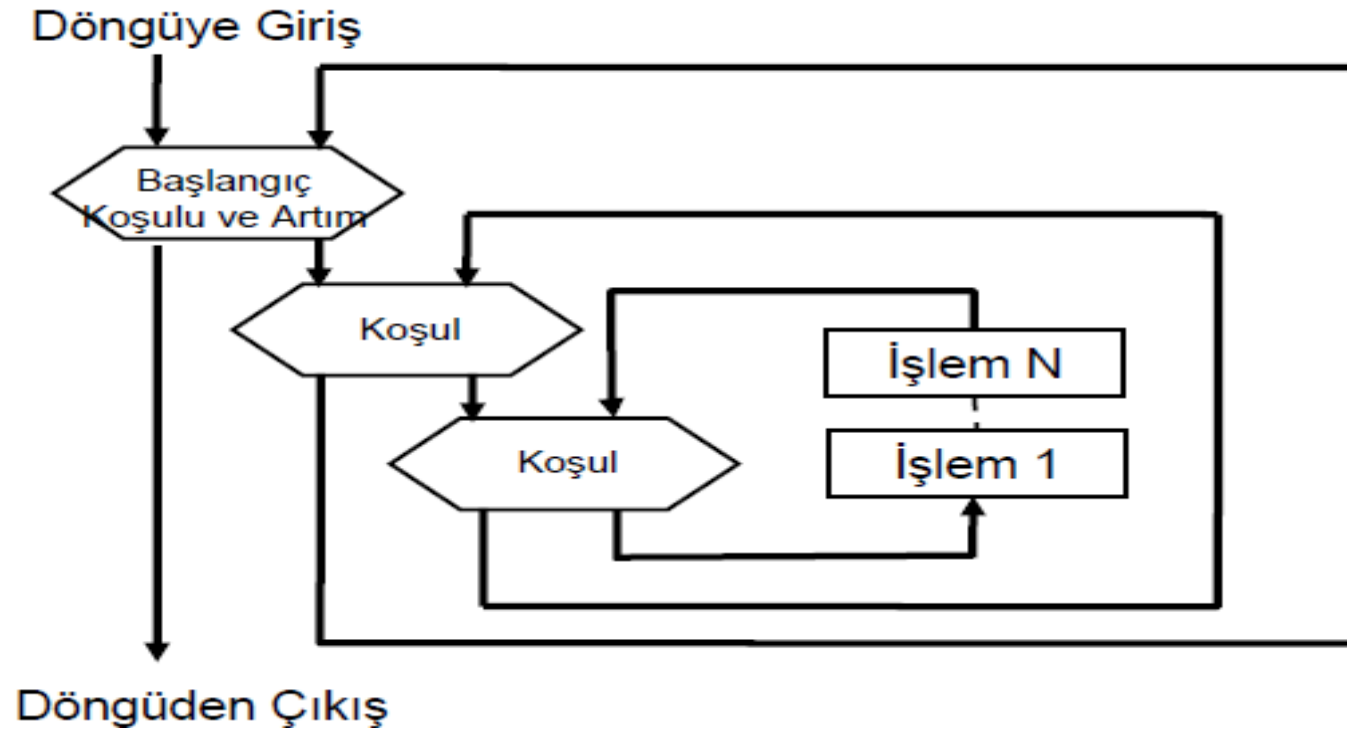 Döngüye Giriş
Başlangıç
Koşulu ve Artım
Koşul
İşlem N
Koşul
İşlem 1
Döngüden Çıkış